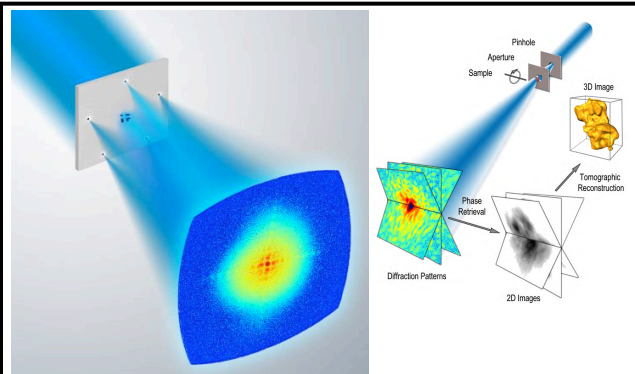 Pinhole
Aperture
Sample
3D Image
Tomographic
Reconstruction
Phase
Retrieval
Diffraction Patterns
2D Images